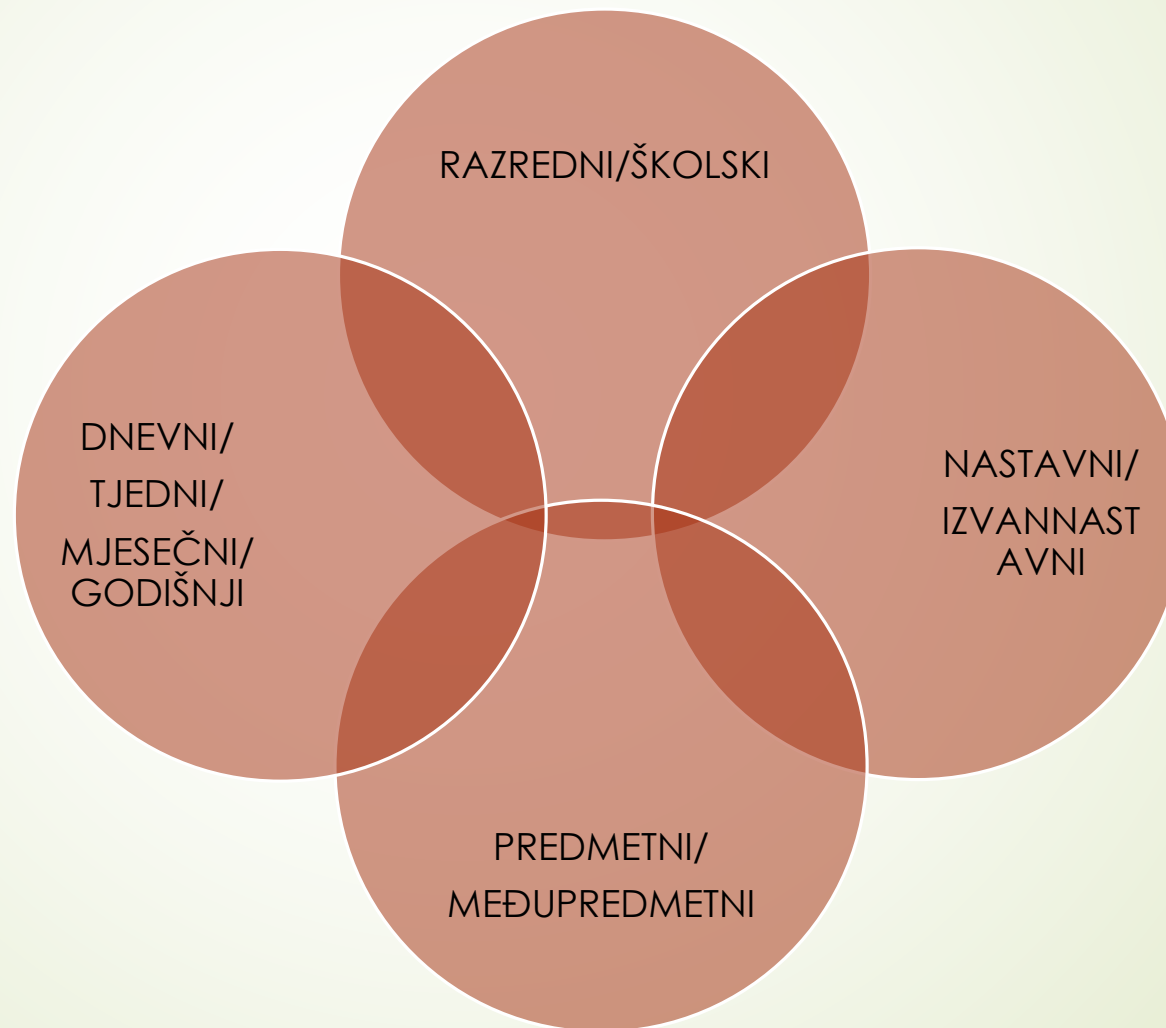 RAZREDNI/ŠKOLSKI
DNEVNI/
TJEDNI/
MJESEČNI/
GODIŠNJI
NASTAVNI/
IZVANNAST
AVNI
PREDMETNI/
MEĐUPREDMETNI